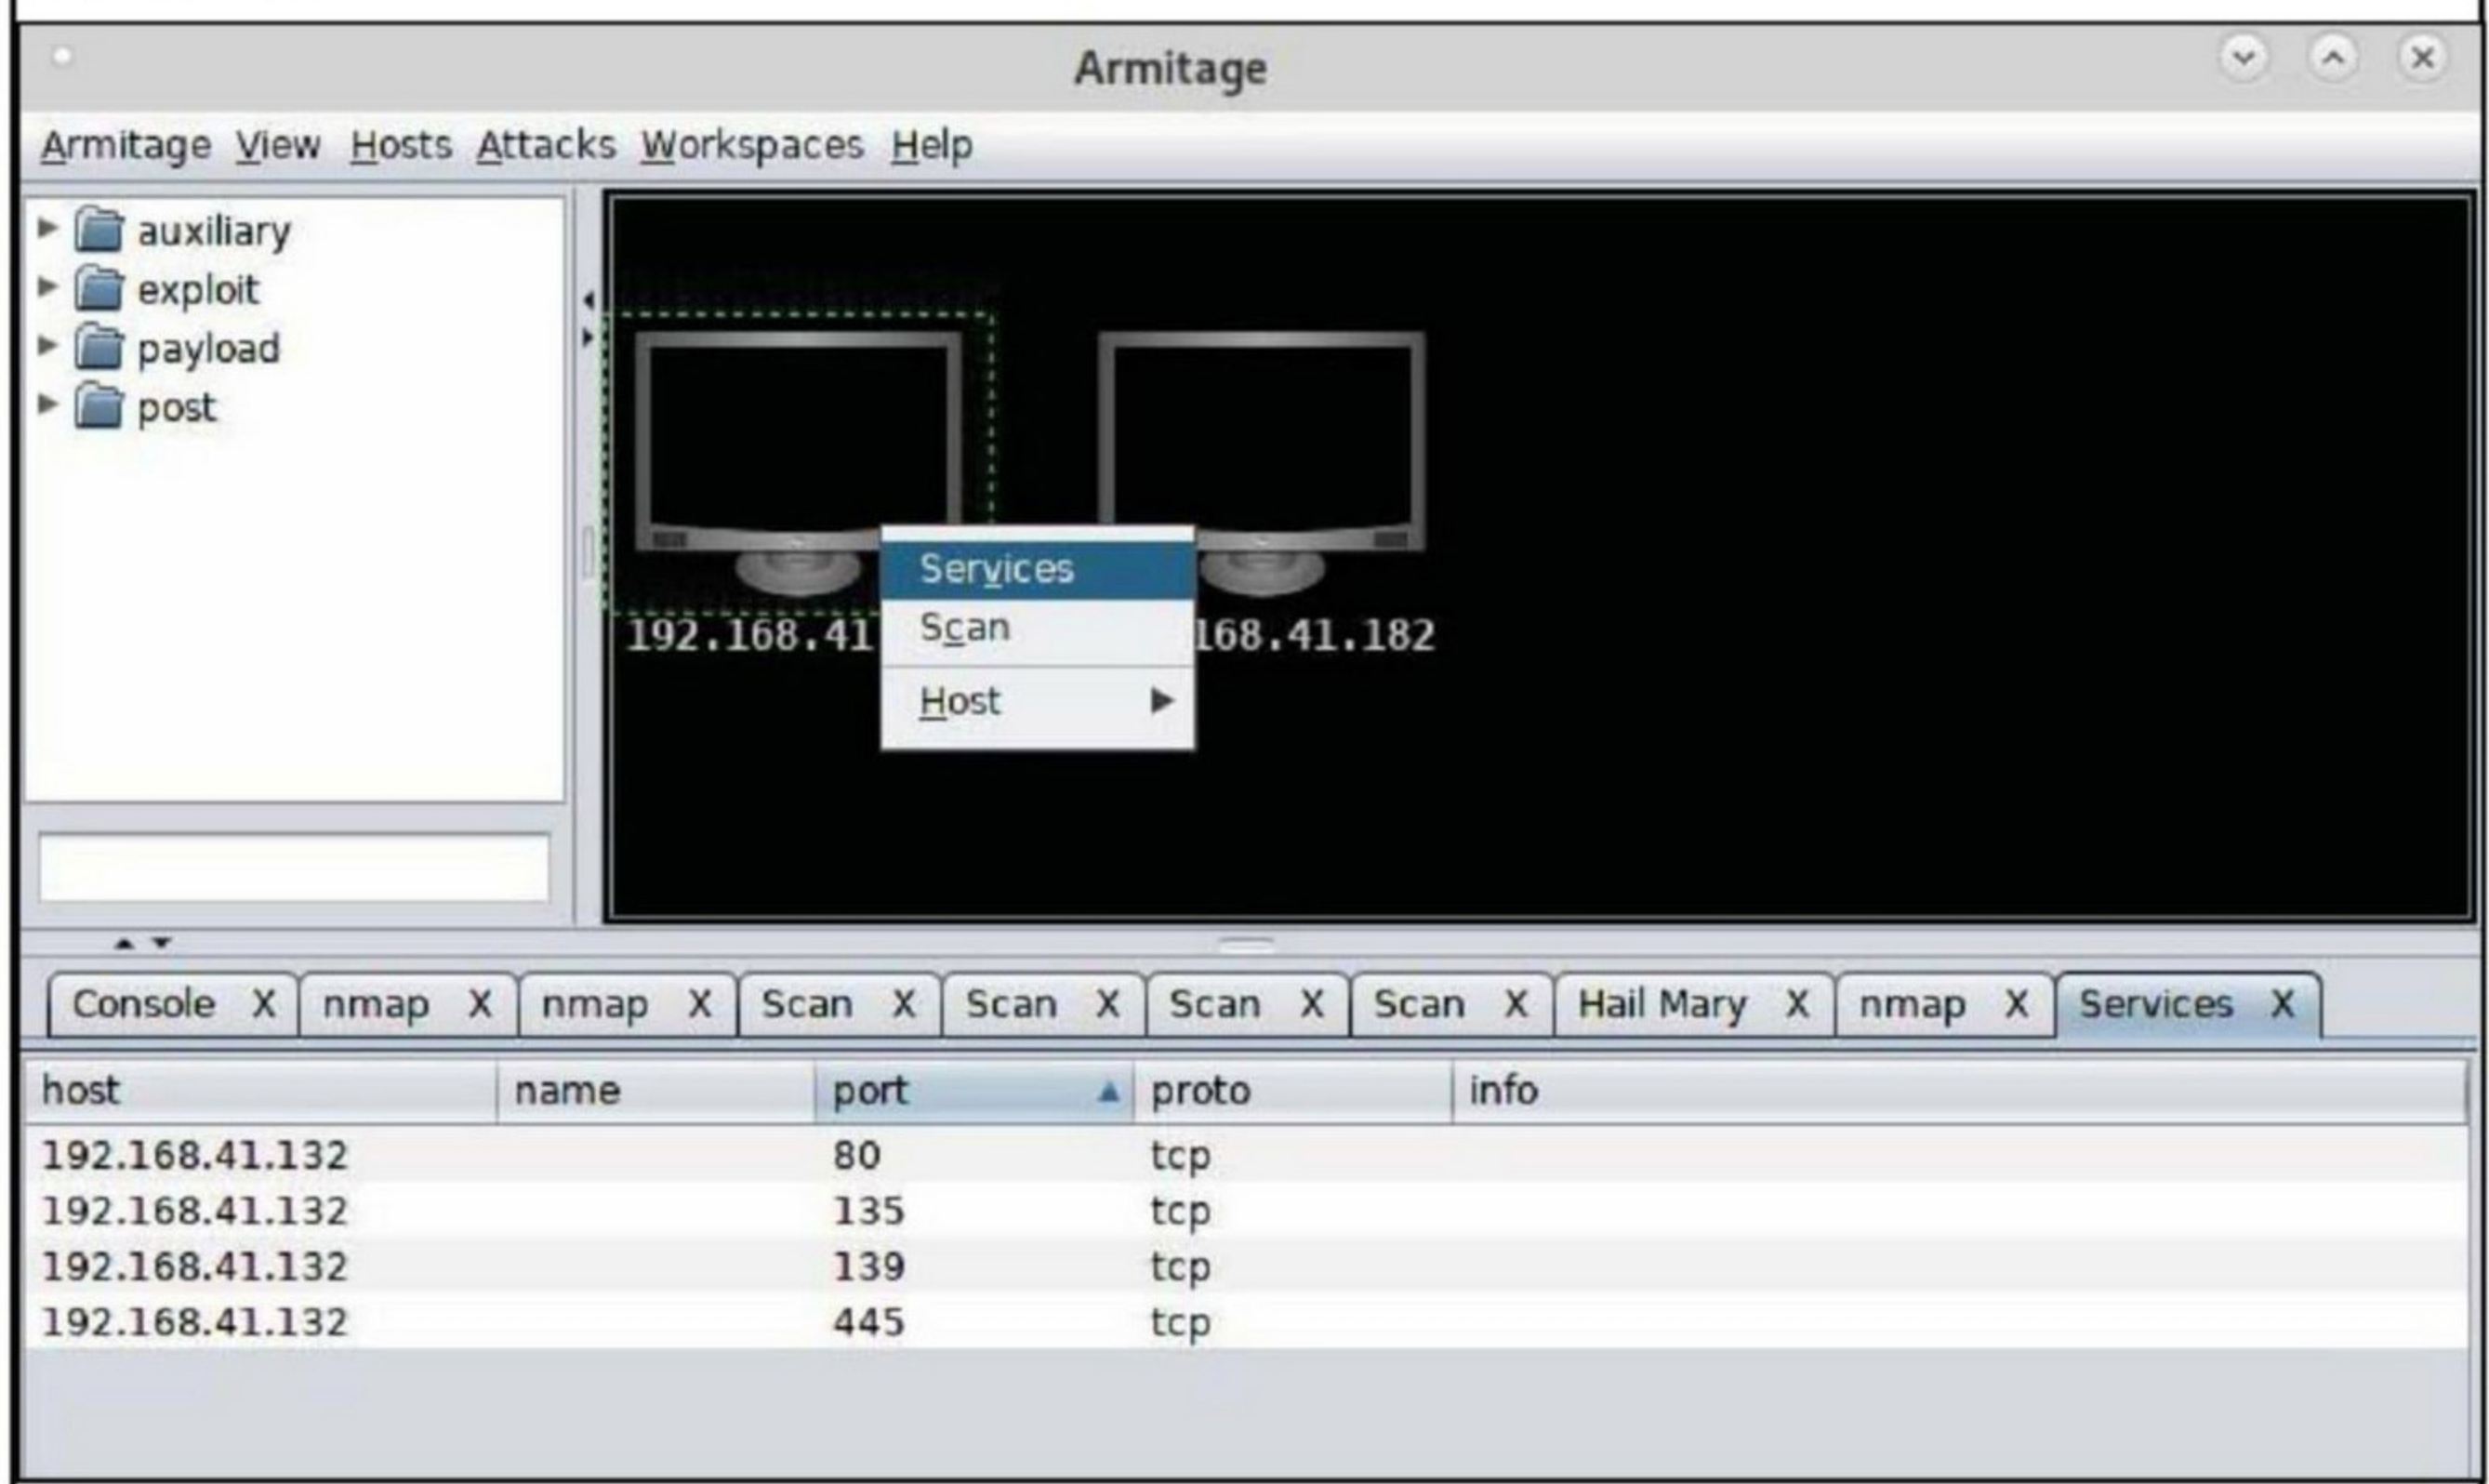 Armitage
Armitage View Hosts Attacks Workspaces Help
auxiliary
exploit
payload
post
Services
Scan
Host
192.168.41
168.41.182
Console X nmap X nmap X Scan X Scan X Scan X Scan X Hail Mary X nmap X Services X
host name port proto info
192.168.41.132 80 tcp
192.168.41.132 135 tcp
192.168.41.132 139 tcp
192.168.41.132 445 tcp